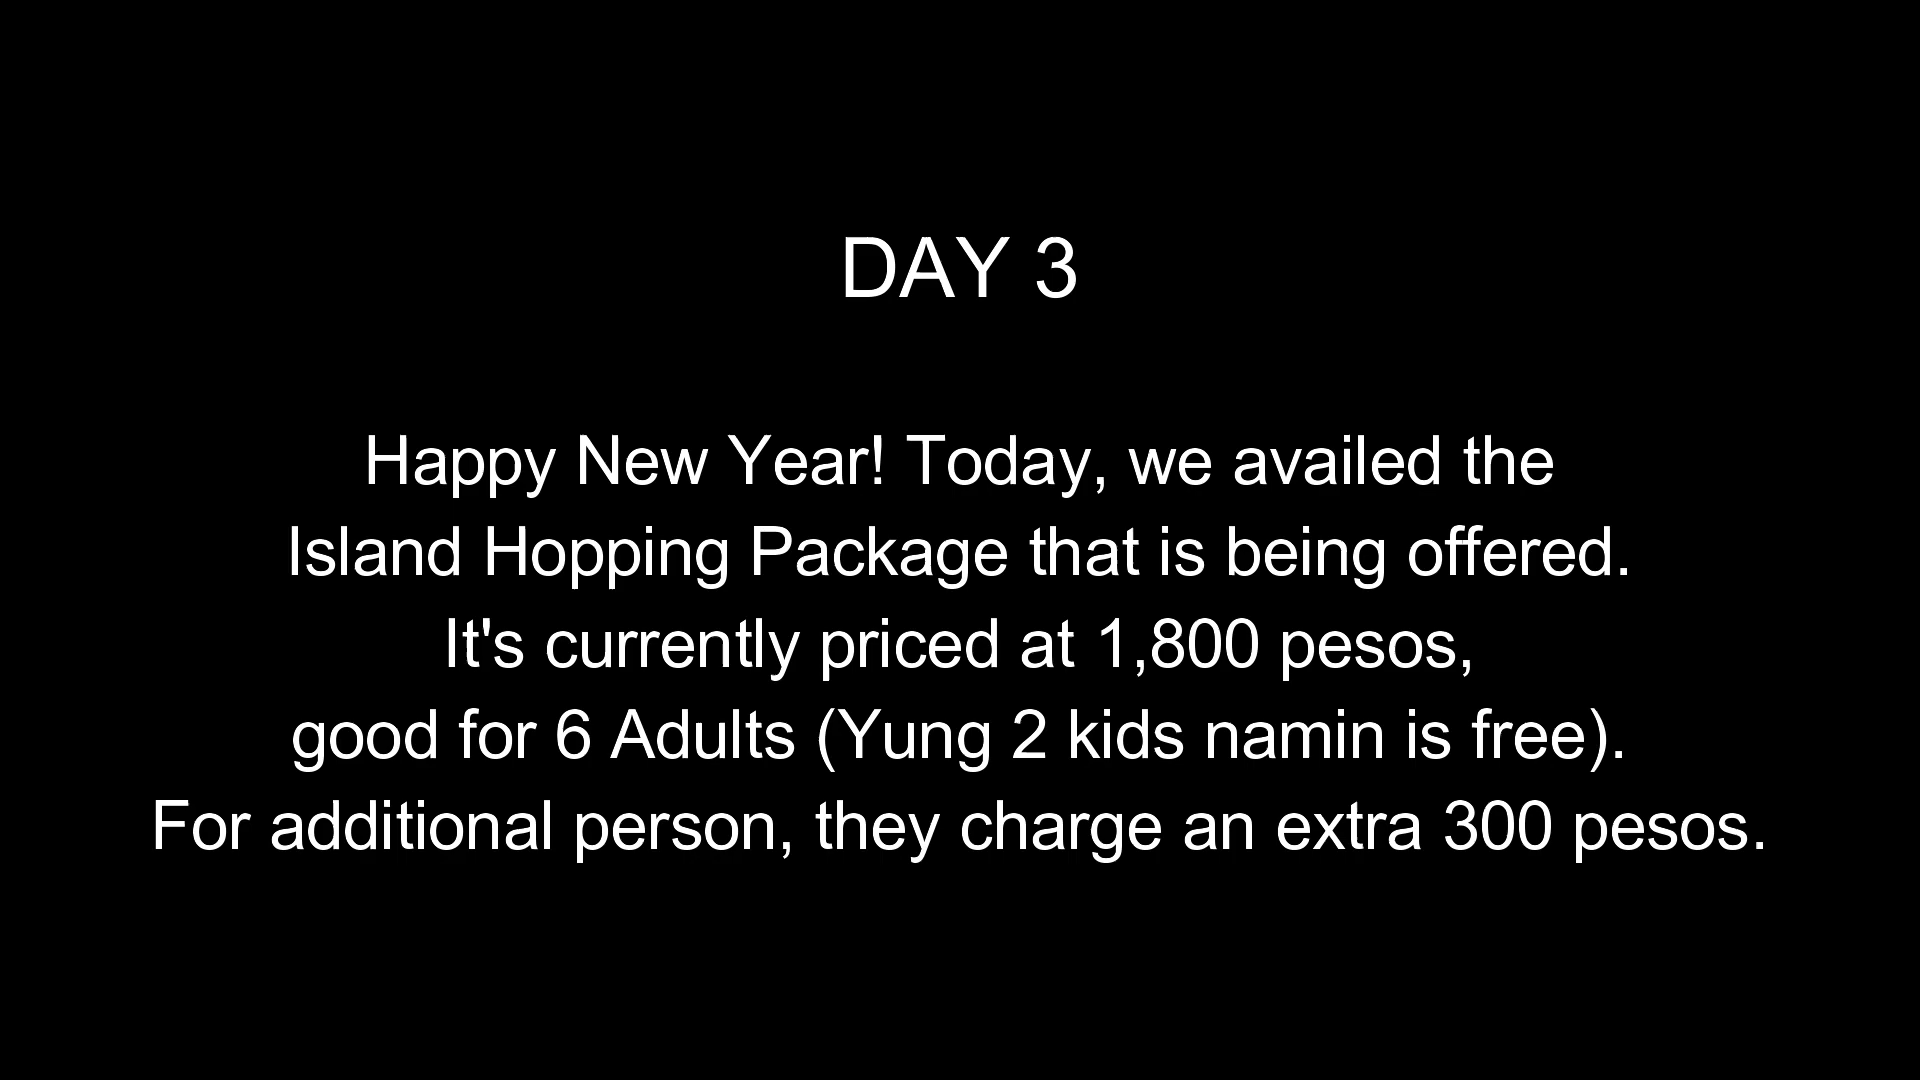 DAY 3
Happy New Year! Today, we availed the
Island Hopping Package that is being offered.
It's currently priced at 1,800 pesos,
good for 6 Adults (Yung 2 kids namin is free).
For additional person, they charge an extra 300 pesos.